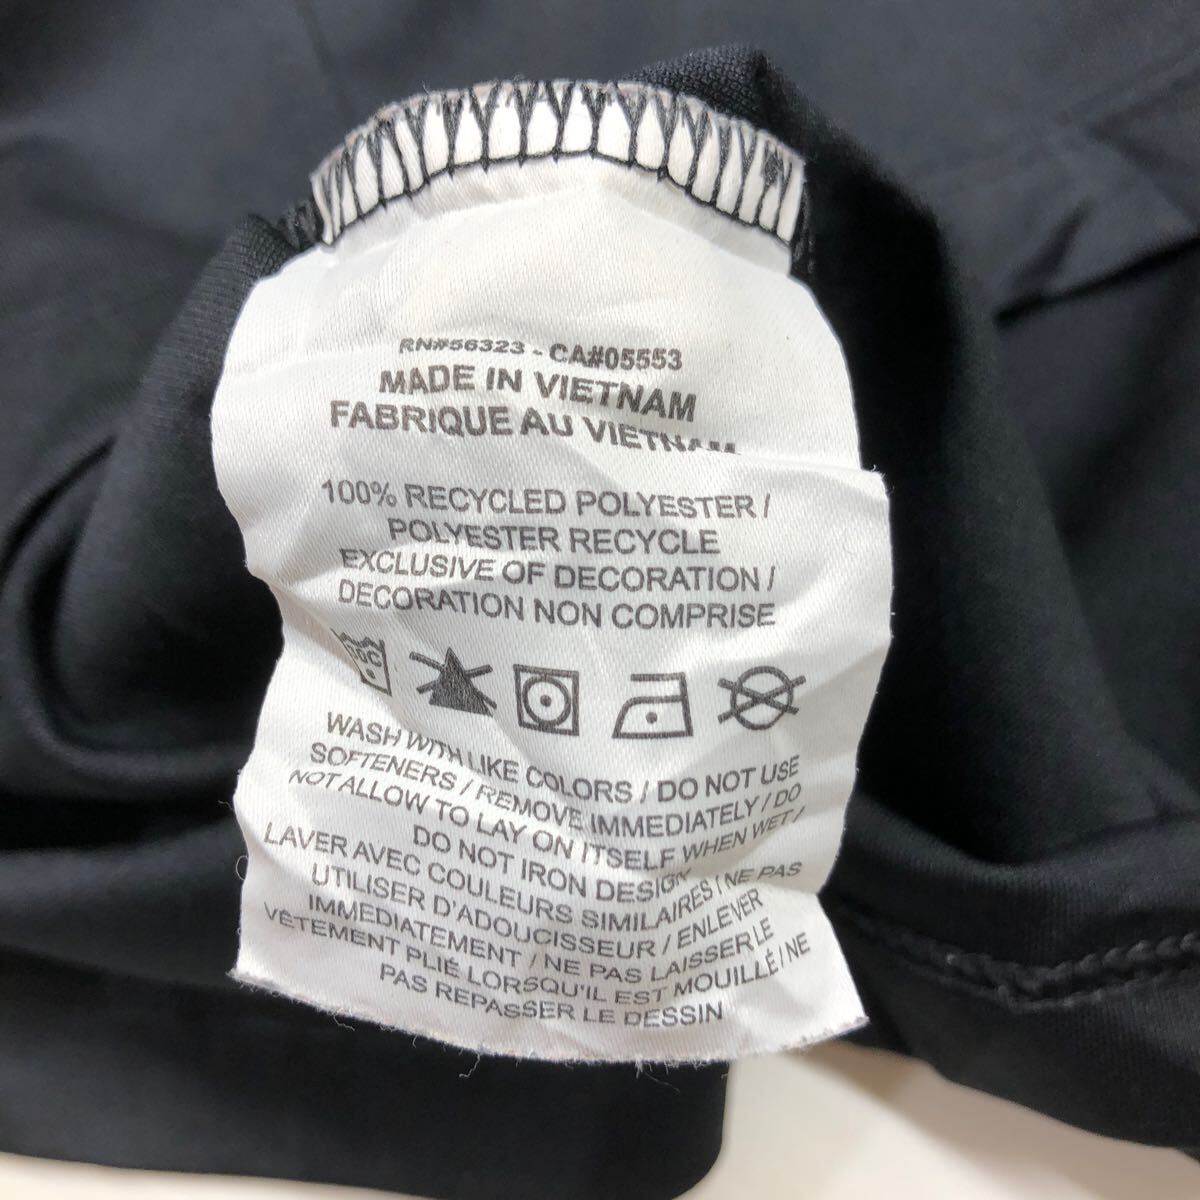 RN#56323 - CA#05553
MADE IN VIETNAM
FABRIQUE AU VIETNAM
100% RECYCLED POLYESTER /
POLYESTER RECYCLE
EXCLUSIVE OF DECORATION /
DECORATION NON COMPRISE
WASH WITH LIKE COLORS / DO NOT USE
SOFTENERS / REMOVE IMMEDIATELY / DO
NOT ALLOW TO LAY ON ITSELF WHEN WET /
DO NOT IRON DESIGN
LAVER AVEC COULEURS SIMILAIRES / NE PAS
UTILISER D'ADOUCISSEUR / ENLEVER
IMMEDIATEMENT / NE PAS LAISSER LE
VÊTEMENT PLIÉ LORSQU'IL EST MOUILLÉ / NE
PAS REPASSER LE DESSIN